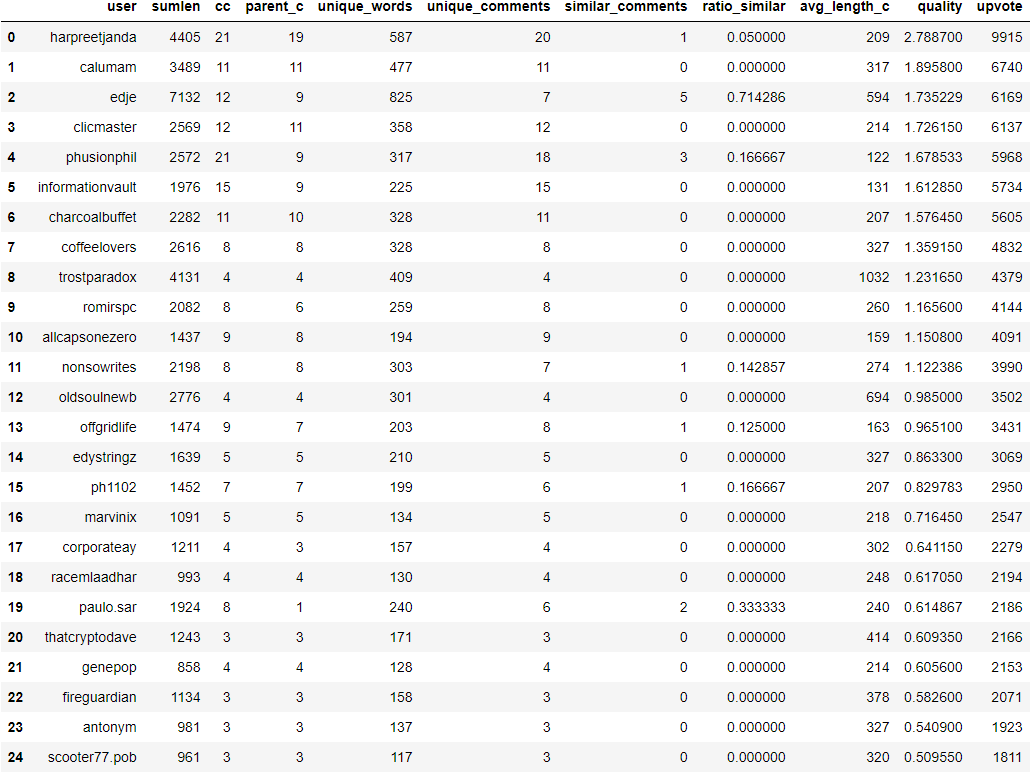 user sumlen cc parent_c unique_words unique_comments similar_comments ratio_similar avg_length_c quality upvote
0 harpreetjanda 4405 21 19 587 20 1 0.050000 209 2.788700 9915
1 calumam 3489 11 11 477 11 0 0.000000 317 1.895800 6740
2 edje 7132 12 9 825 7 5 0.714286 594 1.735229 6169
3 clicmaster 2569 12 11 358 12 0 0.000000 214 1.726150 6137
4 phusionphil 2572 21 9 317 18 3 0.166667 122 1.678533 5968
5 informationvault 1976 15 9 225 15 0 0.000000 131 1.612850 5734
6 charcoalbuffet 2282 11 10 328 11 0 0.000000 207 1.576450 5605
7 coffeelovers 2616 8 8 328 8 0 0.000000 327 1.359150 4832
8 trostparadox 4131 4 4 409 4 0 0.000000 1032 1.231650 4379
9 romirspc 2082 8 6 259 8 0 0.000000 260 1.165600 4144
10 allcapsonezero 1437 9 8 194 9 0 0.000000 159 1.150800 4091
11 nonsowrites 2198 8 8 303 7 1 0.142857 274 1.122386 3990
12 oldsoulnewb 2776 4 4 301 4 0 0.000000 694 0.985000 3502
13 offgridlife 1474 9 7 203 8 1 0.125000 163 0.965100 3431
14 edystringz 1639 5 5 210 5 0 0.000000 327 0.863300 3069
15 ph1102 1452 7 7 199 6 1 0.166667 207 0.829783 2950
16 marvinix 1091 5 5 134 5 0 0.000000 218 0.716450 2547
17 corporateay 1211 4 3 157 4 0 0.000000 302 0.641150 2279
18 racemlaadhar 993 4 4 130 4 0 0.000000 248 0.617050 2194
19 paulo.sar 1924 8 1 240 6 2 0.333333 240 0.614867 2186
20 thatcryptodave 1243 3 3 171 3 0 0.000000 414 0.609350 2166
21 genepop 858 4 4 128 4 0 0.000000 214 0.605600 2153
22 fireguardian 1134 3 3 158 3 0 0.000000 378 0.582600 2071
23 antonym 981 3 3 137 3 0 0.000000 327 0.540900 1923
24 scooter77.pob 961 3 3 117 3 0 0.000000 320 0.509550 1811